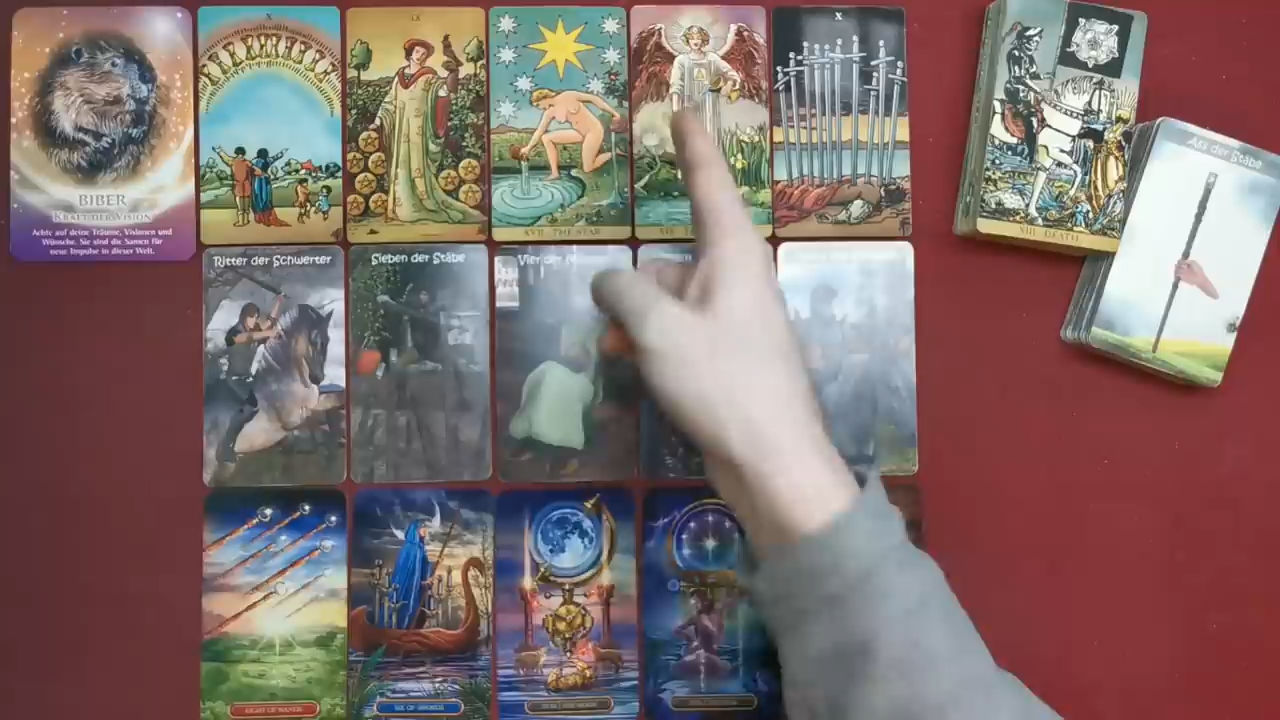 BIBER
KRAFT DER VISION
Achte auf deine Träume, Visionen und
Wünsche. Sie sind die Samen für
neue Impulse in dieser Welt.
X
IX
XVII THE STAR
X
XIII DEATH
Ass der Stäbe
Ritter der Schwerter
Sieben der Stäbe
Vier der
EIGHT OF WANDS
SIX OF SWORDS